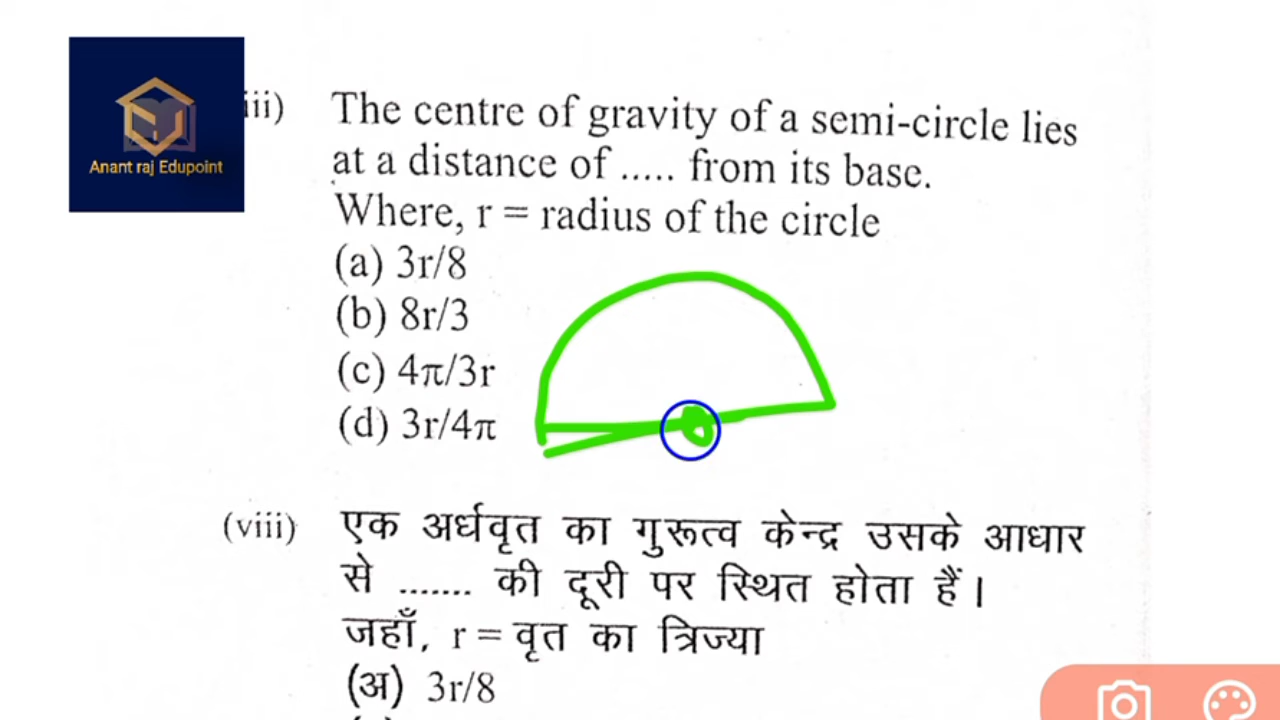 Anant raj Edupoint
iii) The centre of gravity of a semi-circle lies
at a distance of ..... from its base.
Where, r = radius of the circle
(a) 3r/8
(b) 8r/3
(c) 4π/3r
(d) 3r/4π
(viii) एक अर्धवृत का गुरूत्व केन्द्र उसके आधार
से ....... की दूरी पर स्थित होता हैं।
जहाँ, r = वृत का त्रिज्या
(अ) 3r/8